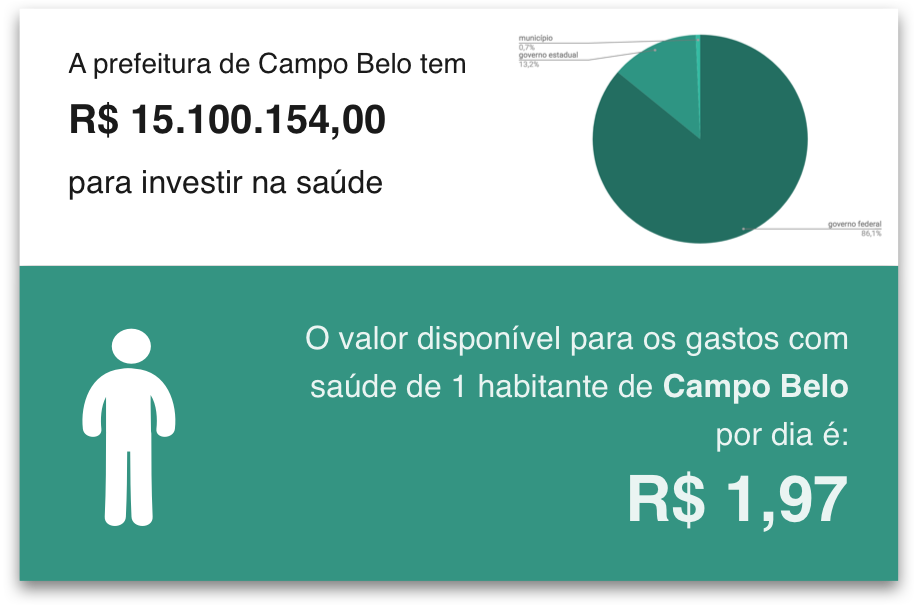 A prefeitura de Campo Belo tem
R$ 15.100.154,00
para investir na saúde
município
0,7%
governo estadual
13,2%
governo federal
86,1%
O valor disponível para os gastos com
saúde de 1 habitante de Campo Belo
por dia é:
R$ 1,97